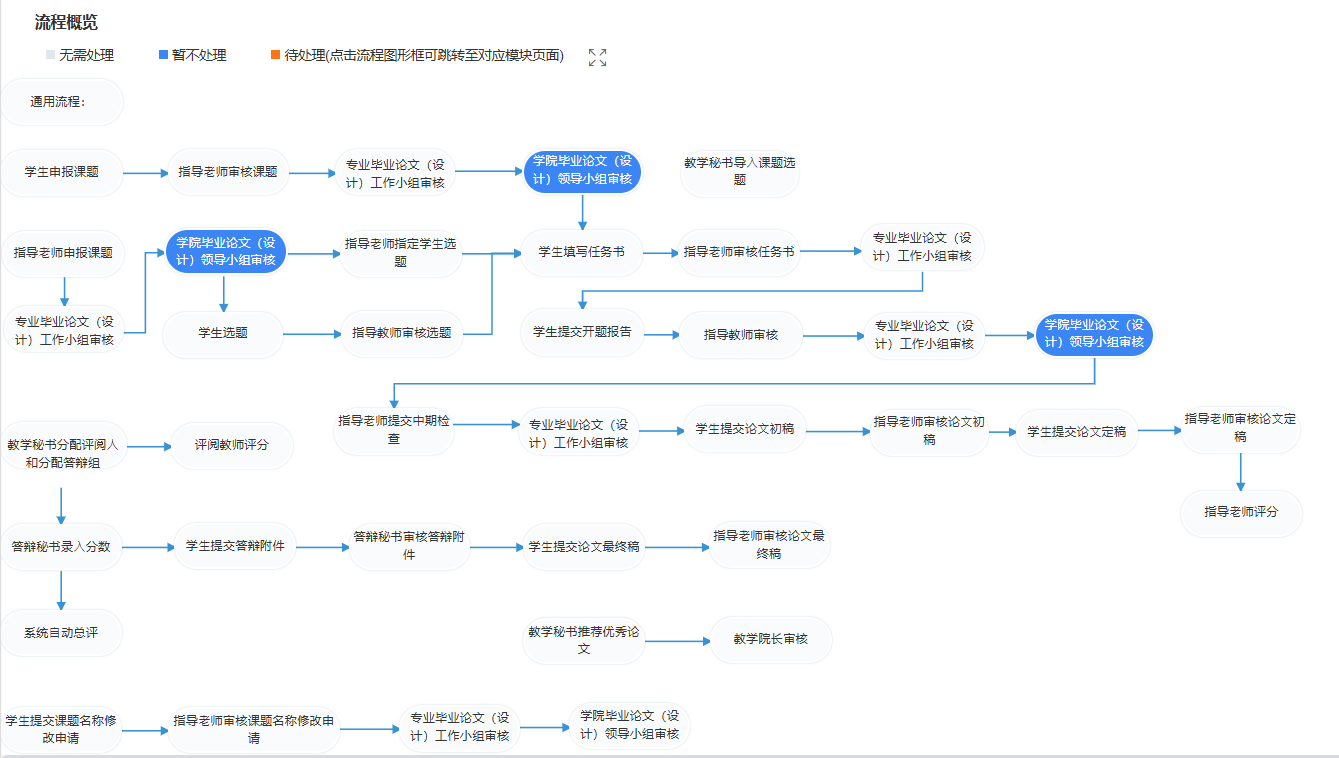 流程概览
无需处理
暂不处理
待处理(点击流程图形框可跳转至对应模块页面)
通用流程：
学生申报课题
指导老师审核课题
专业毕业论文（设
计）工作小组审核
学院毕业论文（设
计）领导小组审核
教学秘书导入课题选
题
指导老师申报课题
学院毕业论文（设
计）领导小组审核
指导老师指定学生选
题
学生填写任务书
指导老师审核任务书
专业毕业论文（设
计）工作小组审核
专业毕业论文（设
计）工作小组审核
学生选题
指导教师审核选题
学生提交开题报告
指导教师审核
专业毕业论文（设
计）工作小组审核
学院毕业论文（设
计）领导小组审核
指导老师提交中期检
查
专业毕业论文（设
计）工作小组审核
学生提交论文初稿
指导老师审核论文初
稿
学生提交论文定稿
指导老师审核论文定
稿
教学秘书分配评阅人
和分配答辩组
评阅教师评分
指导老师评分
答辩秘书录入分数
学生提交答辩附件
答辩秘书审核答辩附
件
学生提交论文最终稿
指导老师审核论文最
终稿
系统自动总评
教学秘书推荐优秀论
文
教学院长审核
学生提交课题名称修
改申请
指导老师审核课题名称修改申
请
专业毕业论文（设
计）工作小组审核
学院毕业论文（设
计）领导小组审核